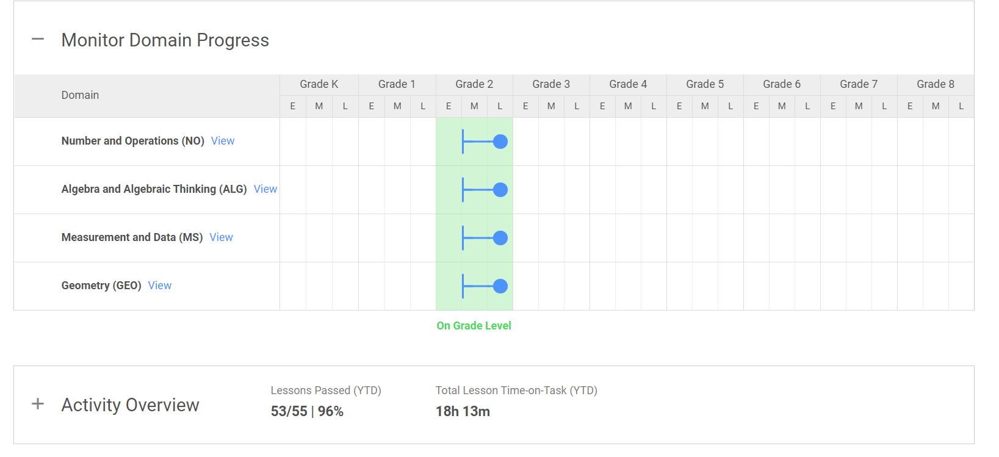 Monitor Domain Progress
Domain
Grade K Grade 1 Grade 2 Grade 3 Grade 4 Grade 5 Grade 6 Grade 7 Grade 8
E M L E M L E M L E M L E M L E M L E M L E M L E M L
Number and Operations (NO) View
Algebra and Algebraic Thinking (ALG) View
Measurement and Data (MS) View
Geometry (GEO) View
On Grade Level
Activity Overview
Lessons Passed (YTD)
53/55 | 96%
Total Lesson Time-on-Task (YTD)
18h 13m